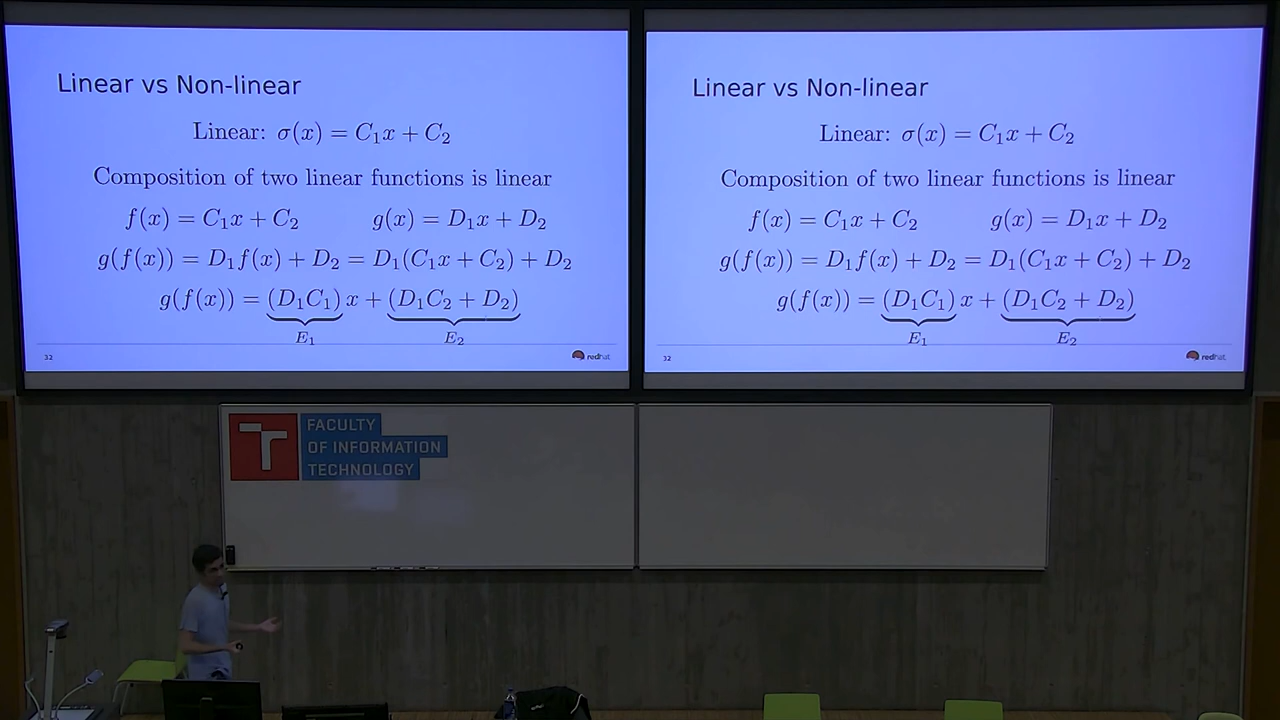 Linear vs Non-linear
Linear: σ(x) = C₁x + C₂
Composition of two linear functions is linear
f(x) = C₁x + C₂ g(x) = D₁x + D₂
g(f(x)) = D₁f(x) + D₂ = D₁(C₁x + C₂) + D₂
g(f(x)) = (D₁C₁) x + (D₁C₂ + D₂)
E₁ E₂
32 redhat
Linear vs Non-linear
Linear: σ(x) = C₁x + C₂
Composition of two linear functions is linear
f(x) = C₁x + C₂ g(x) = D₁x + D₂
g(f(x)) = D₁f(x) + D₂ = D₁(C₁x + C₂) + D₂
g(f(x)) = (D₁C₁) x + (D₁C₂ + D₂)
E₁ E₂
32 redhat
T FACULTY
OF INFORMATION
TECHNOLOGY